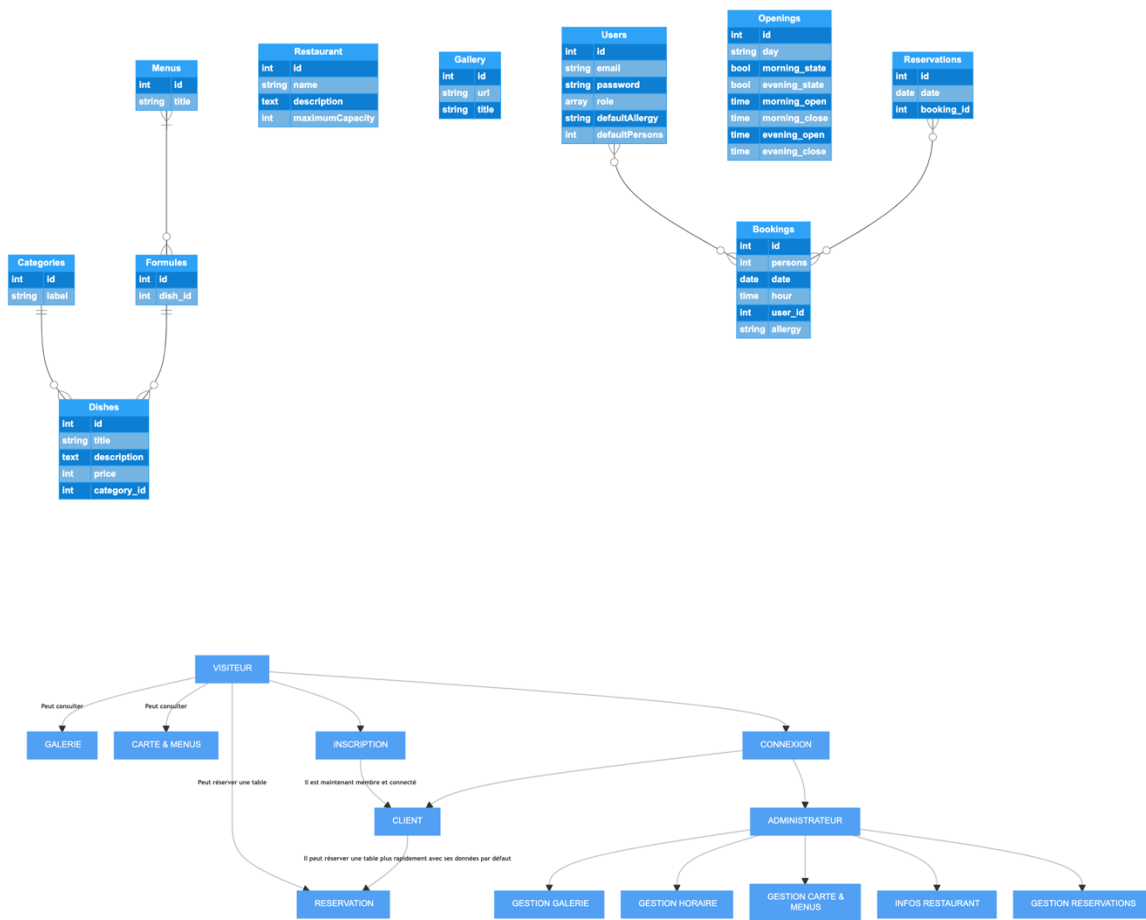 Openings
int id
string day
bool morning_state
bool evening_state
time morning_open
time morning_close
time evening_open
time evening_close
Users
int id
string email
string password
array role
string defaultAllergy
int defaultPersons
Restaurant
int id
string name
text description
int maximumCapacity
Gallery
int id
string url
string title
Reservations
int id
date date
int booking_id
Menus
int id
string title
Bookings
int id
int persons
date date
time hour
int user_id
string allergy
Categories
int id
string label
Formules
int id
int dish_id
Dishes
int id
string title
text description
int price
int category_id
VISITEUR
Peut consulter
Peut consulter
GALERIE
CARTE & MENUS
INSCRIPTION
CONNEXION
Peut réserver une table
Il est maintenant membre et connecté
CLIENT
ADMINISTRATEUR
Il peut réserver une table plus rapidement avec ses données par défaut
RESERVATION
GESTION GALERIE
GESTION HORAIRE
GESTION CARTE &
MENUS
INFOS RESTAURANT
GESTION RESERVATIONS